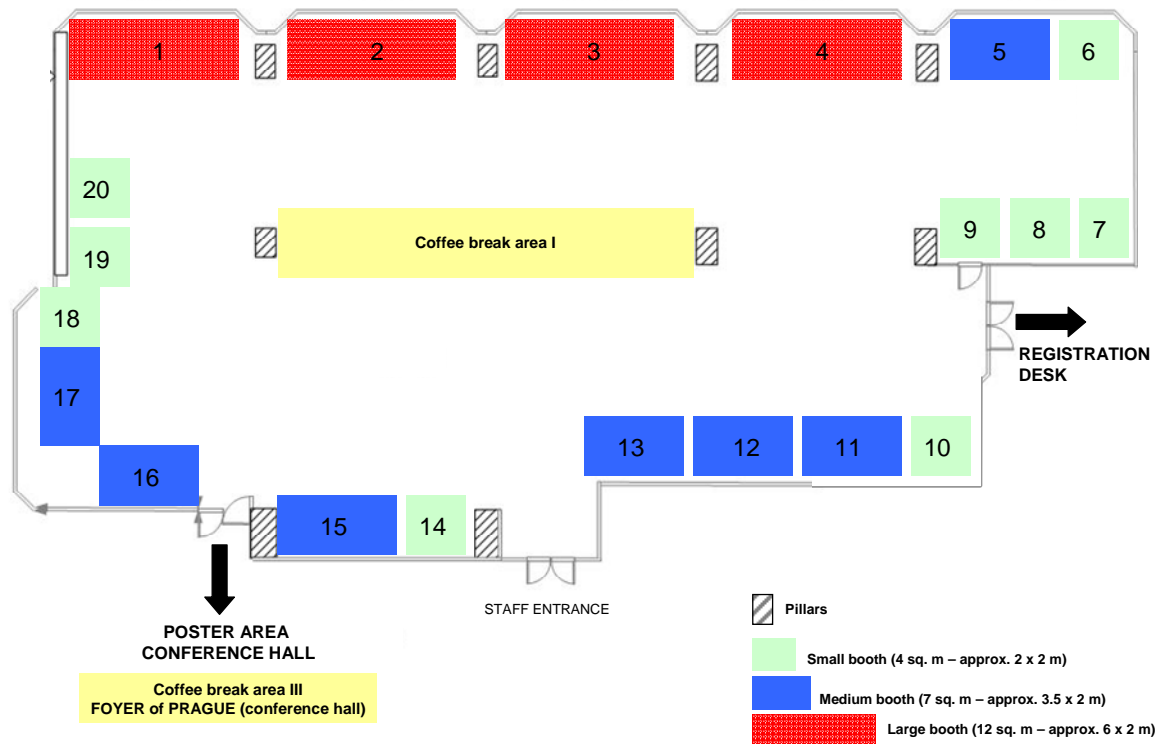 1
2
3
4
5
6
20
9
8
7
Coffee break area I
19
18
REGISTRATION
DESK
17
13
12
11
10
16
15
14
STAFF ENTRANCE
POSTER AREA
CONFERENCE HALL
Coffee break area III
FOYER of PRAGUE (conference hall)
Pillars
Small booth (4 sq. m – approx. 2 x 2 m)
Medium booth (7 sq. m – approx. 3.5 x 2 m)
Large booth (12 sq. m – approx. 6 x 2 m)